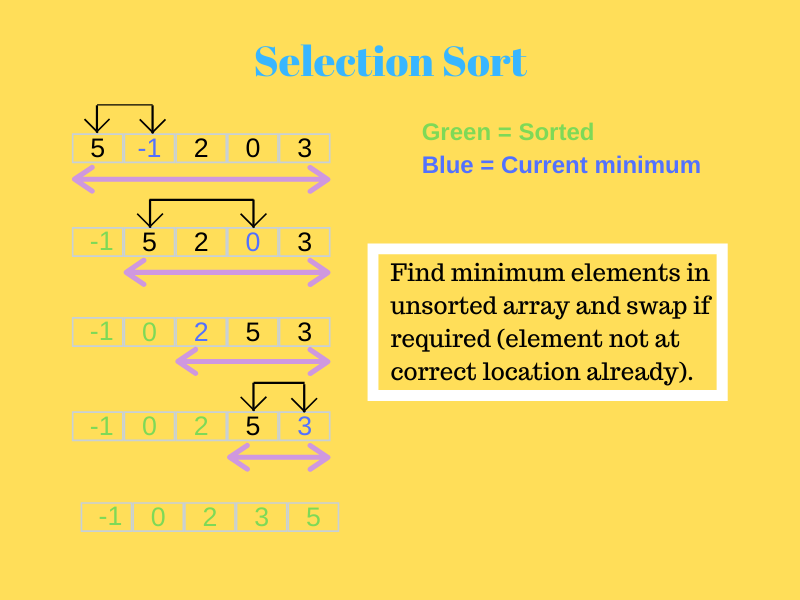 Selection Sort
Green = Sorted
Blue = Current minimum
5 -1 2 0 3
-1 5 2 0 3
Find minimum elements in
unsorted array and swap if
required (element not at
correct location already).
-1 0 2 5 3
-1 0 2 5 3
-1 0 2 3 5